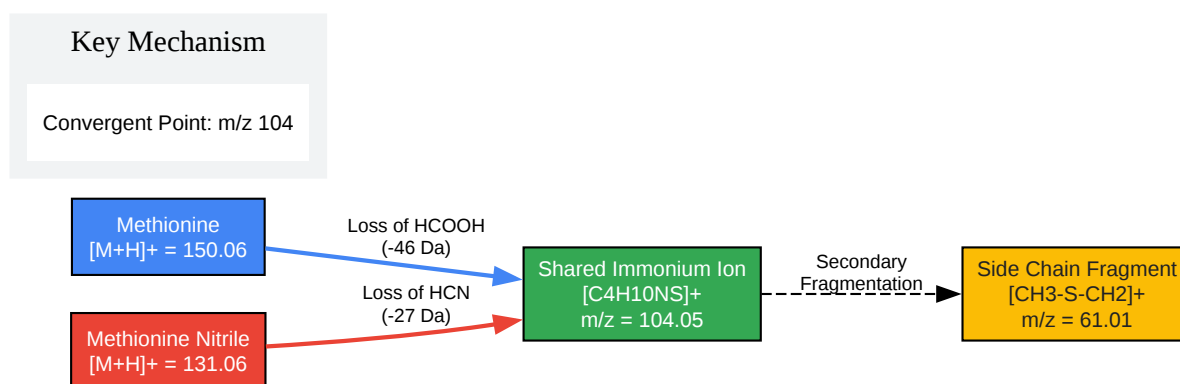 Key Mechanism
Convergent Point: m/z 104
Methionine
[M+H]+ = 150.06
Loss of HCOOH
(-46 Da)
Methionine Nitrile
[M+H]+ = 131.06
Loss of HCN
(-27 Da)
Shared Immonium Ion
[C4H10NS]+
m/z = 104.05
Secondary
Fragmentation
Side Chain Fragment
[CH3-S-CH2]+
m/z = 61.01